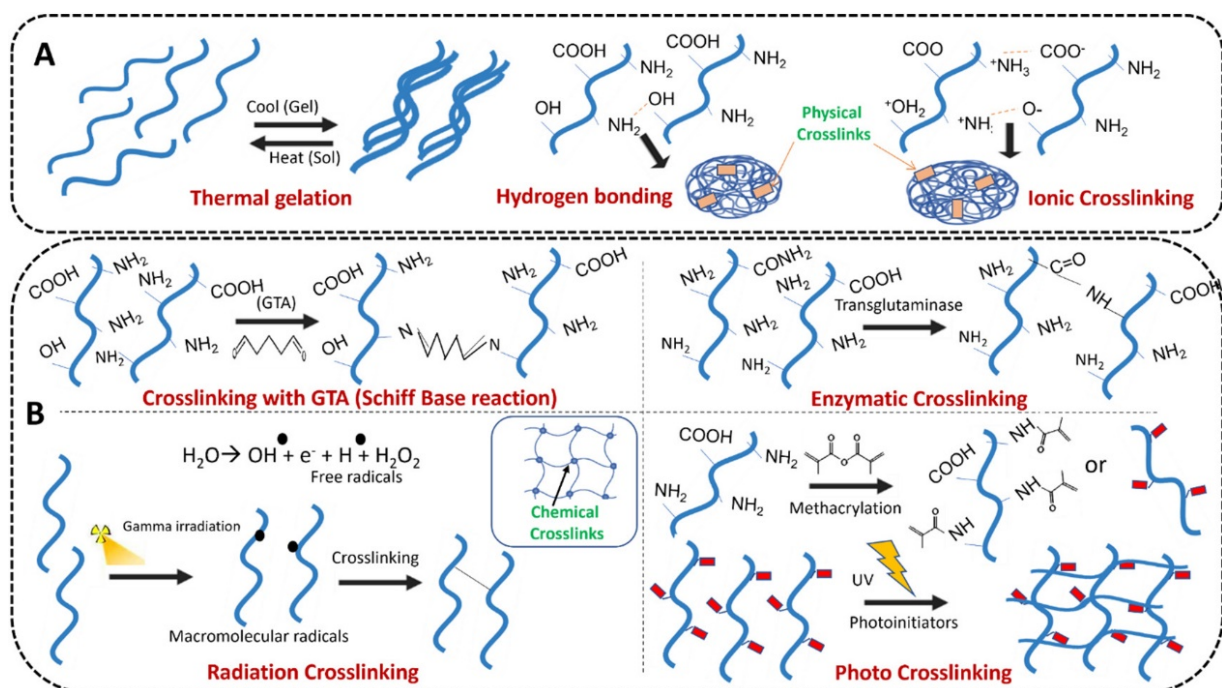 A
Cool (Gel)
Heat (Sol)
Thermal gelation
COOH
NH2
OH
NH2
COOH
NH2
OH
NH2
Hydrogen bonding
Physical
Crosslinks
COO
+NH3
+OH2
+NH
COO-
NH2
O-
NH2
Ionic Crosslinking
B
COOH
NH2
NH2
OH
NH2
NH2
COOH
NH2
(GTA)
COOH
NH2
N
OH
N
COOH
NH2
Crosslinking with GTA (Schiff Base reaction)
NH2
NH2
NH2
CONH2
COOH
NH2
NH2
Transglutaminase
NH2
C=O
NH
NH2
NH2
COOH
NH2
Enzymatic Crosslinking
H2O→ OH + e- + H + H2O2
Free radicals
Gamma irradiation
Crosslinking
Macromolecular radicals
Chemical
Crosslinks
Radiation Crosslinking
COOH
NH2
NH2
NH2
O
O
O
Methacrylation
COOH
NH
O
NH
O
O
NH
or
UV
Photoinitiators
Photo Crosslinking